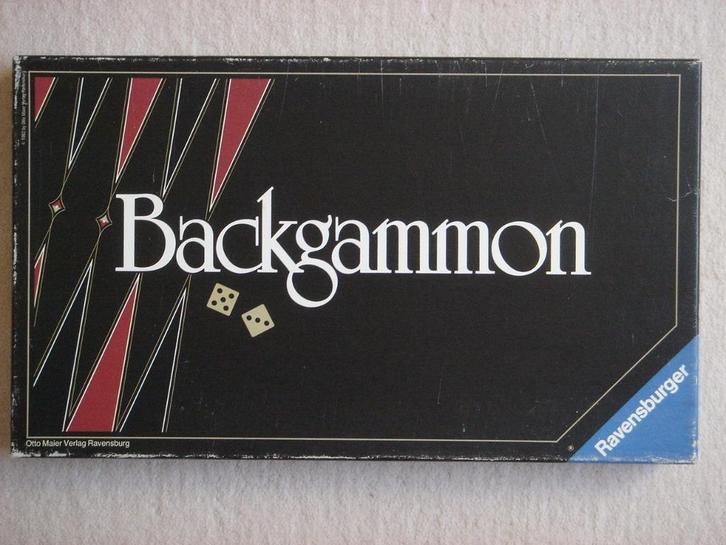 Backgammon
Otto Maier Verlag Ravensburg
Ravensburger